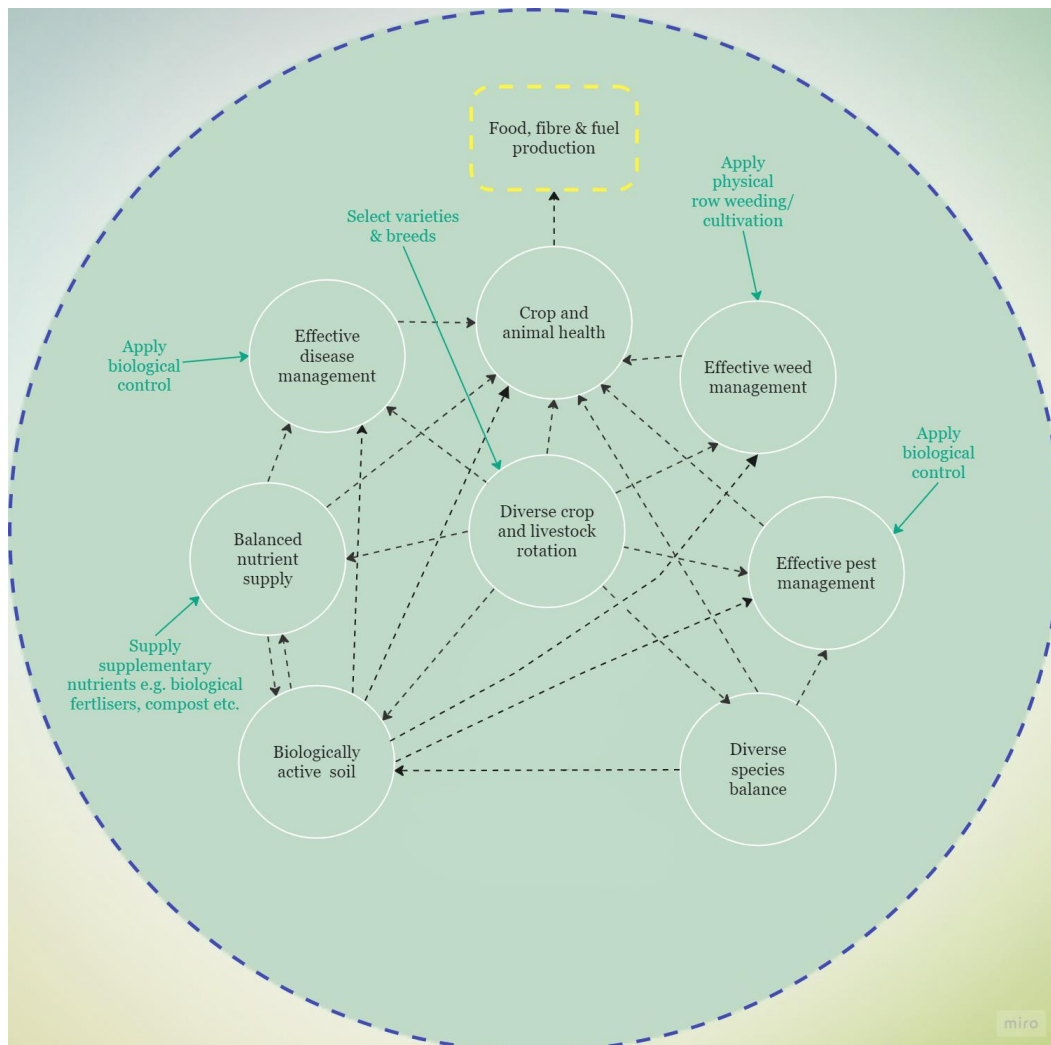 Food, fibre & fuel
production
Apply
physical
row weeding/
cultivation
Select varieties
& breeds
Crop and
animal health
Effective
disease
management
Apply
biological
control
Effective weed
management
Apply
biological
control
Diverse crop
and livestock
rotation
Balanced
nutrient
supply
Effective pest
management
Supply
supplementary
nutrients e.g. biological
fertlisers, compost etc.
Biologically
active soil
Diverse
species
balance
miro